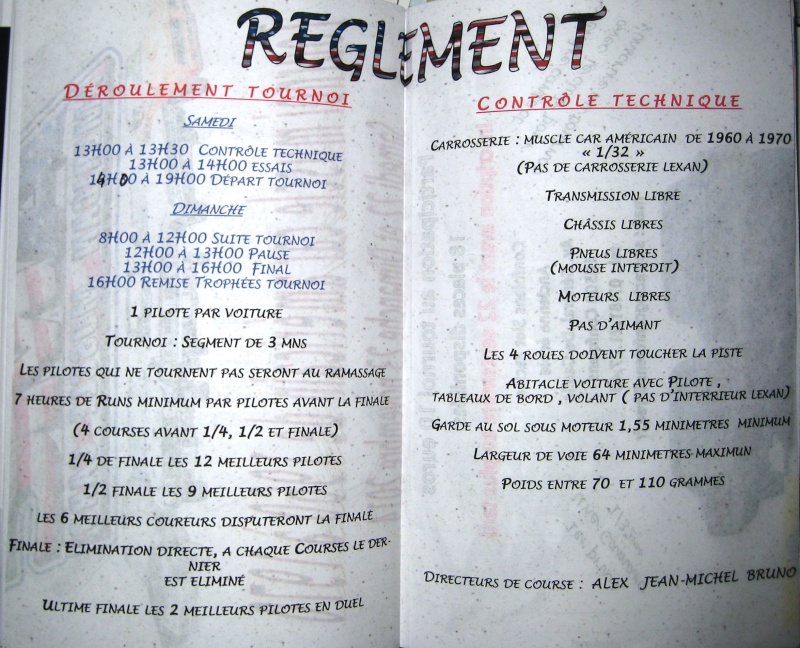 REGLEMENT
DÉROULEMENT TOURNOI
SAMEDI
13H00 À 13H30 CONTRÔLE TECHNIQUE
13H00 À 14H00 ESSAIS
14H00 À 19H00 DÉPART TOURNOI
DIMANCHE
8H00 À 12H00 SUITE TOURNOI
12H00 À 13H00 PAUSE
13H00 À 16H00 FINAL
16H00 REMISE TROPHÉES TOURNOI
1 PILOTE PAR VOITURE
TOURNOI : SEGMENT DE 3 MNS
LES PILOTES QUI NE TOURNENT PAS SERONT AU RAMASSAGE
7 HEURES DE RUNS MINIMUM PAR PILOTES AVANT LA FINALE
(4 COURSES AVANT 1/4, 1/2 ET FINALE)
1/4 DE FINALE LES 12 MEILLEURS PILOTES
1/2 FINALE LES 9 MEILLEURS PILOTES
LES 6 MEILLEURS COUREURS DISPUTERONT LA FINALE
FINALE : ELIMINATION DIRECTE, A CHAQUE COURSES LE DER-
NIER
EST ELIMINÉ
ULTIME FINALE LES 2 MEILLEURS PILOTES EN DUEL
CONTRÔLE TECHNIQUE
CARROSSERIE : MUSCLE CAR AMÉRICAIN DE 1960 À 1970
« 1/32 »
(PAS DE CARROSSERIE LEXAN)
TRANSMISSION LIBRE
CHÂSSIS LIBRES
PNEUS LIBRES
(MOUSSE INTERDIT)
MOTEURS LIBRES
PAS D'AIMANT
LES 4 ROUES DOIVENT TOUCHER LA PISTE
ABITACLE VOITURE AVEC PILOTE ,
TABLEAUX DE BORD , VOLANT ( PAS D'INTERRIEUR LEXAN)
GARDE AU SOL SOUS MOTEUR 1,55 MINIMETRES MINIMUM
LARGEUR DE VOIE 64 MINIMETRES MAXIMUN
POIDS ENTRE 70 ET 110 GRAMMES
DIRECTEURS DE COURSE : ALEX JEAN-MICHEL BRUNO